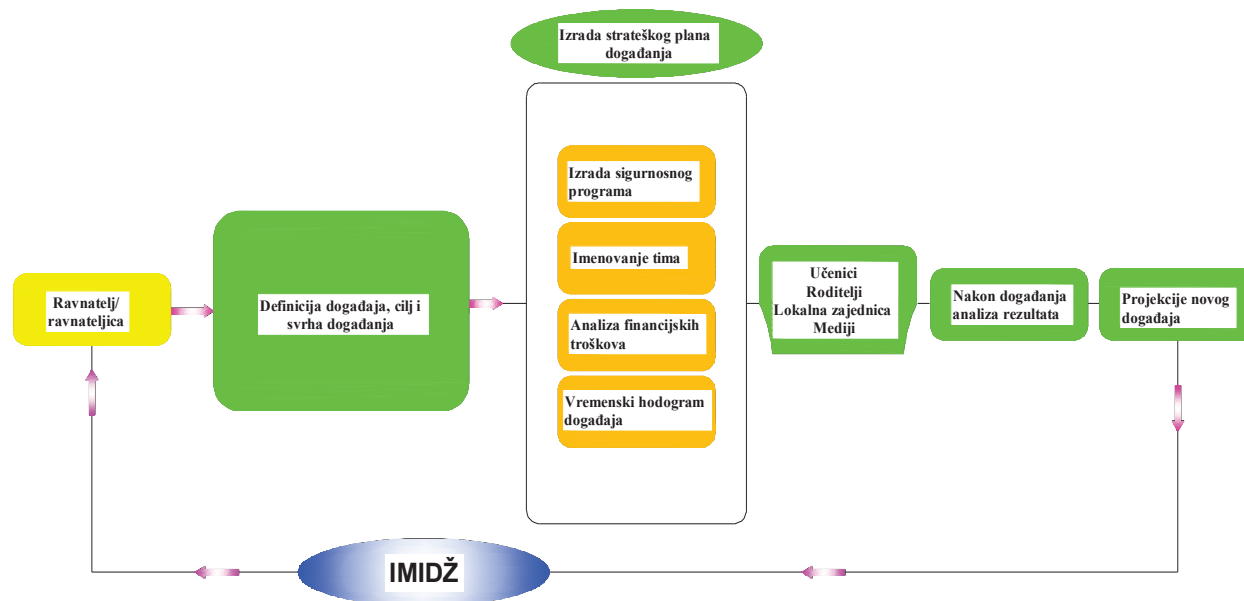 Izrada strateškog plana
događanja
Izrada sigurnosnog
programa
Imenovanje tima
Analiza financijskih
troškova
Vremenski hodogram
događaja
Ravnatelj/
ravnateljica
Definicija događaja, cilj i
svrha događanja
Učenici
Roditelji
Lokalna zajednica
Mediji
Nakon događanja
analiza rezultata
Projekcije novog
događaja
IMIDŽ